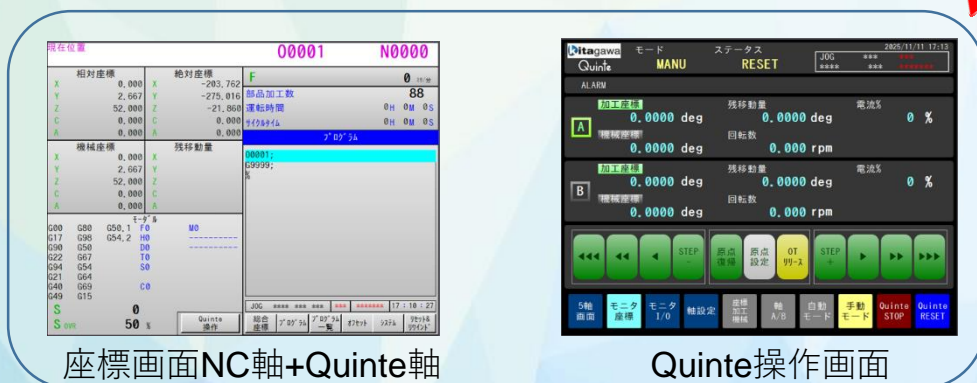 現在位置 O0001 N0000
相対座標 絶対座標
X 0,000 X -203,762
Y 2,667 Y -275,016
Z 52,000 Z -21,860
C 0,000 C 0,000
A 0,000 A 0,000
機械座標 残移動量
X 0,000 X
Y 2,667 Y
Z 52,000 Z
C 0,000 C
A 0,000 A
モーダル
G00 G80 G50,1 F0 M0
G17 G98 G54,2 H0 ----------
G90 G50 D0 ----------
G22 G67 T0
G94 G54 S0
G21 G64
G40 G69 C0
G49 G15
S 0
S OVR 50 %
Quinte
操作
F 0
部品加工数 88
運転時間 0H 0M 0S
サイクルタイム 0H 0M 0S
プログラム
O0001;
G9999;
%
JOG **** *** *** *** ******* 17:10:27
総合
座標
プログラム
プログラム
一覧
オフセット
システム
リセット&
リワインド
座標画面NC軸+Quinte軸
Kitagawa モード ステータス 2025/11/11 17:13
Quinte MANU RESET JOG *** ***
**** *** *******
ALARM
A
加工座標 残移動量 電流%
0.0000 deg 0.0000 deg 0 %
機械座標 回転数
0.0000 deg 0.000 rpm
B
加工座標 残移動量 電流%
0.0000 deg 0.0000 deg 0 %
機械座標 回転数
0.0000 deg 0.000 rpm
STEP
-
原点
復帰
原点
設定
OT
リリース
STEP
+
5軸
画面
モニタ
座標
モニタ
I/O
軸設定
座標
加工
機械
軸
A/B
自動
モード
手動
モード
Quinte
STOP
Quinte
RESET
Quinte操作画面